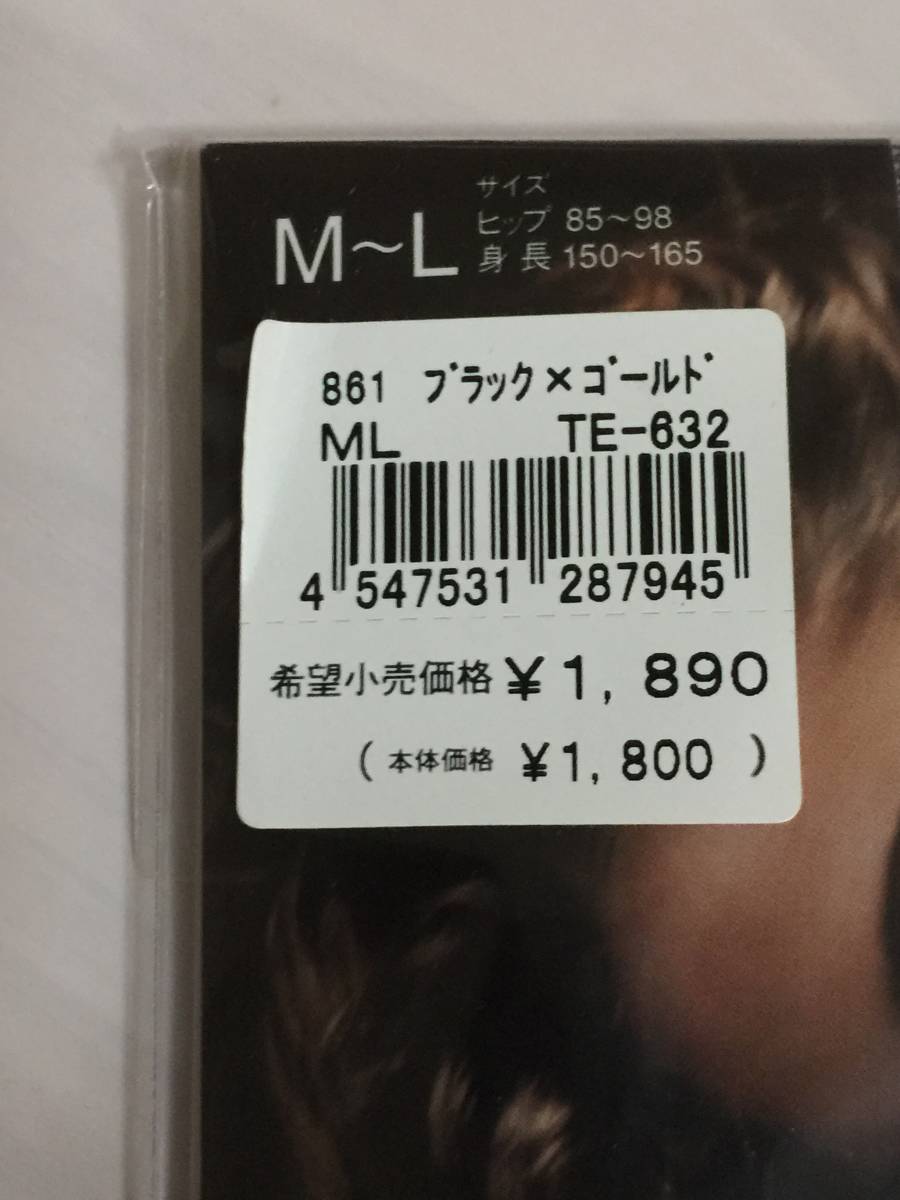 サイズ
M～L ヒップ 85～98
身長 150～165
861 ﾌﾞﾗｯｸ×ｺﾞｰﾙﾄﾞ
ML TE-632
4 547531 287945
希望小売価格 ¥1,890
(本体価格 ¥1,800)